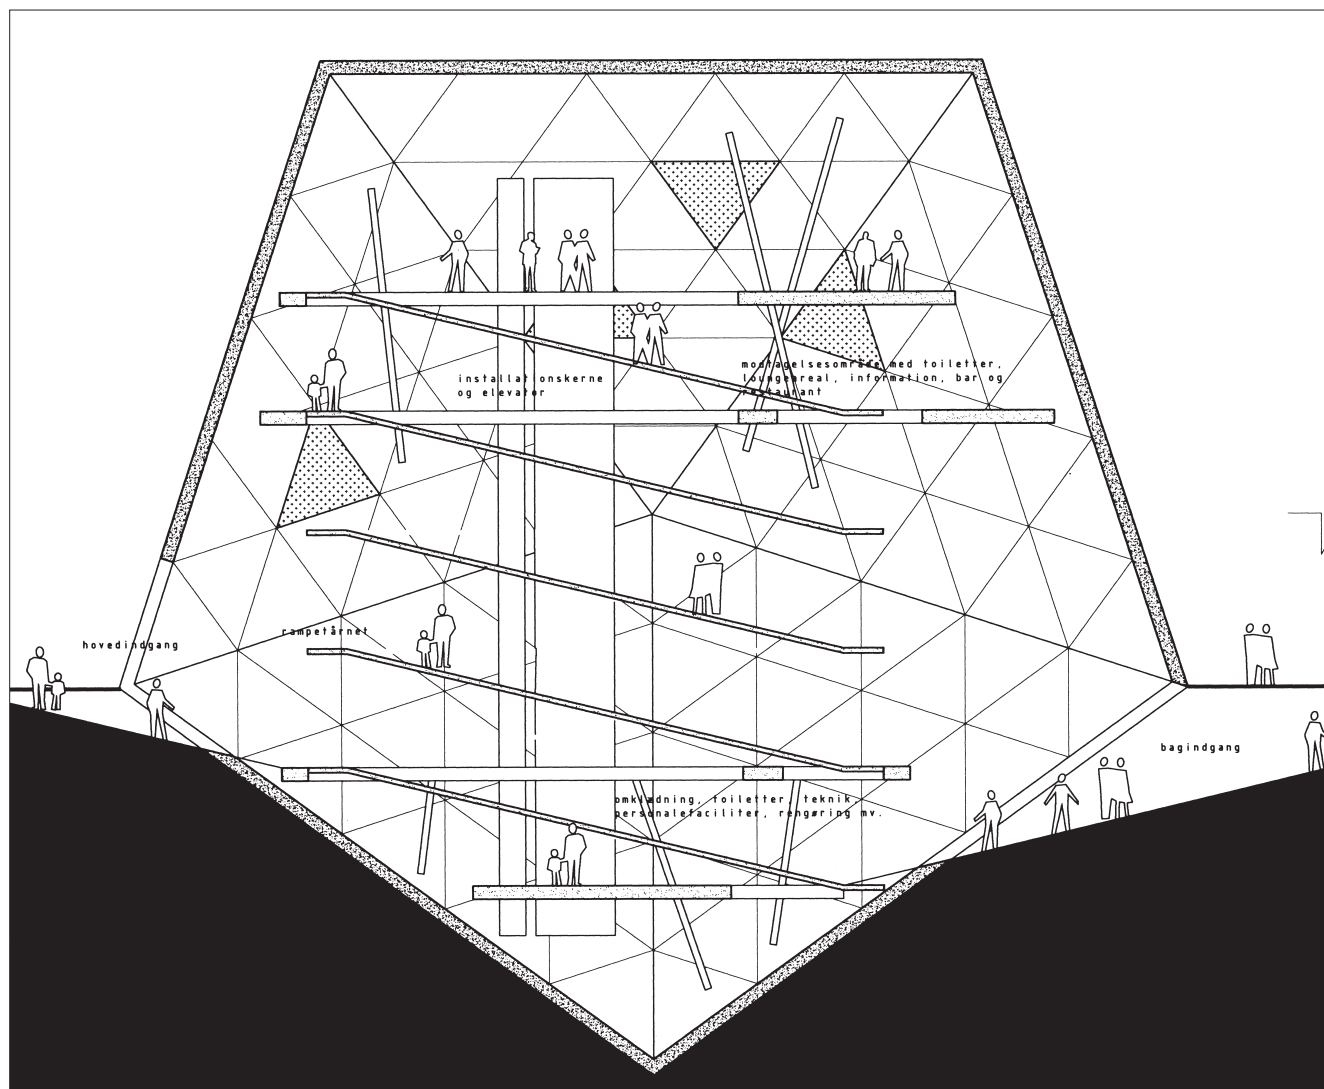 installationskerne
og elevator
modtagelsesområde med toiletter,
loungeareal, information, bar og
restaurant
rampetårnet
hovedindgang
bagindgang
omklædning, toiletter, teknik
personalefaciliter, rengøring mv.